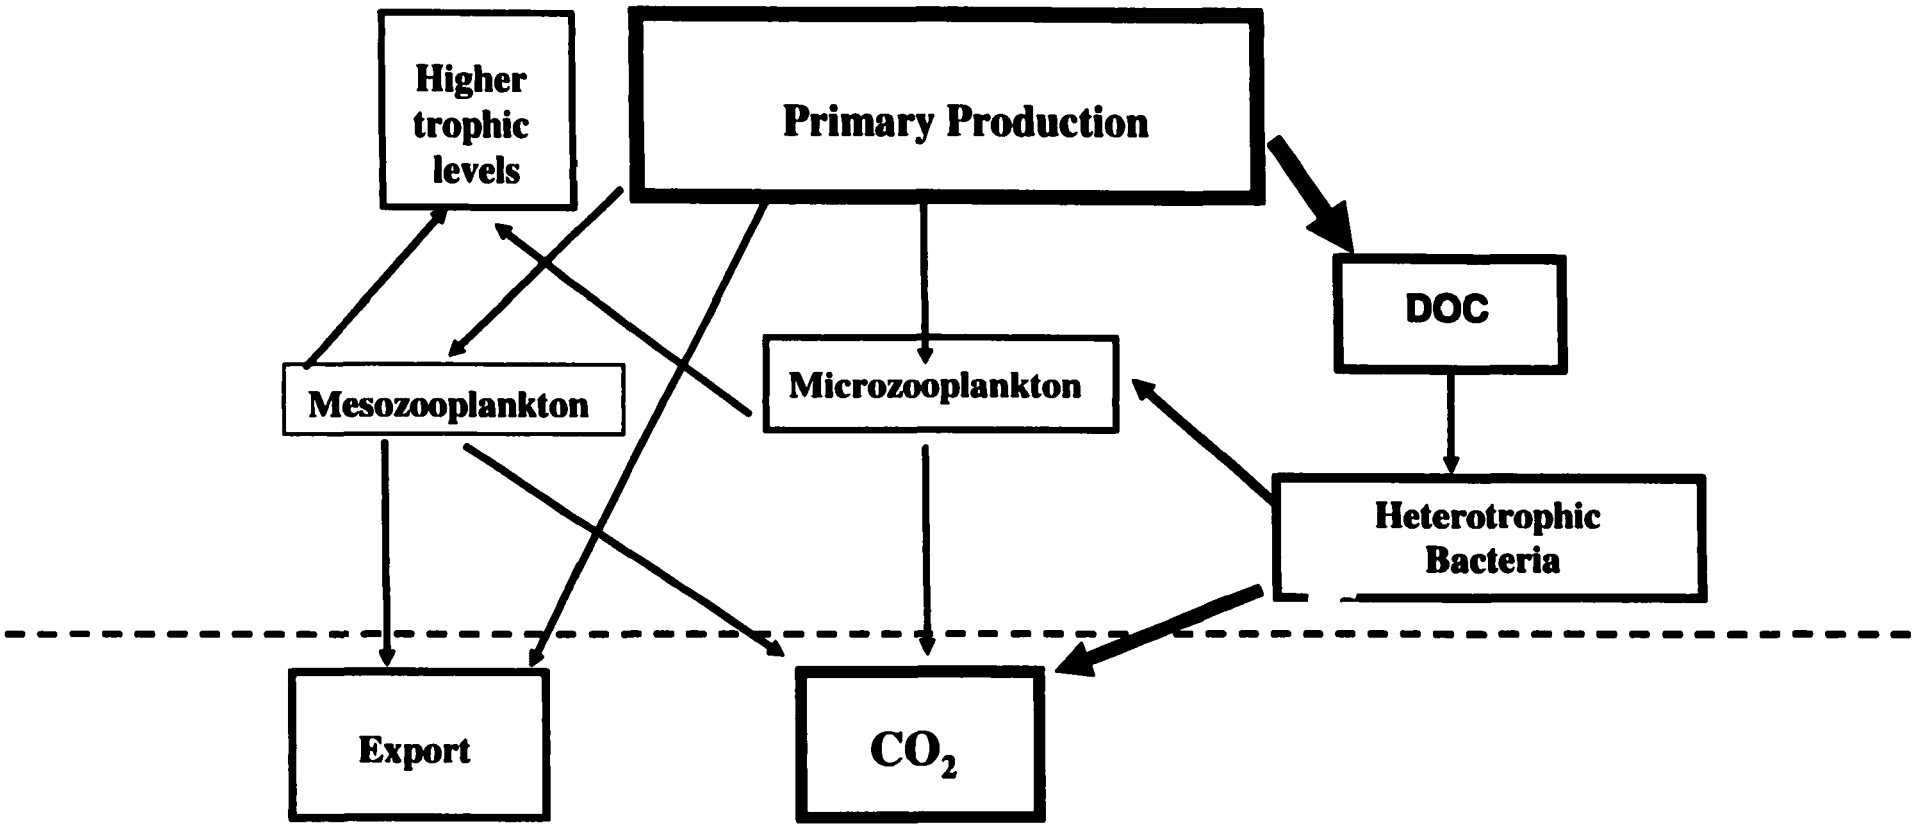 Higher
trophic
levels
Primary Production
DOC
Mesozooplankton
Microzooplankton
Heterotrophic
Bacteria
Export
CO₂